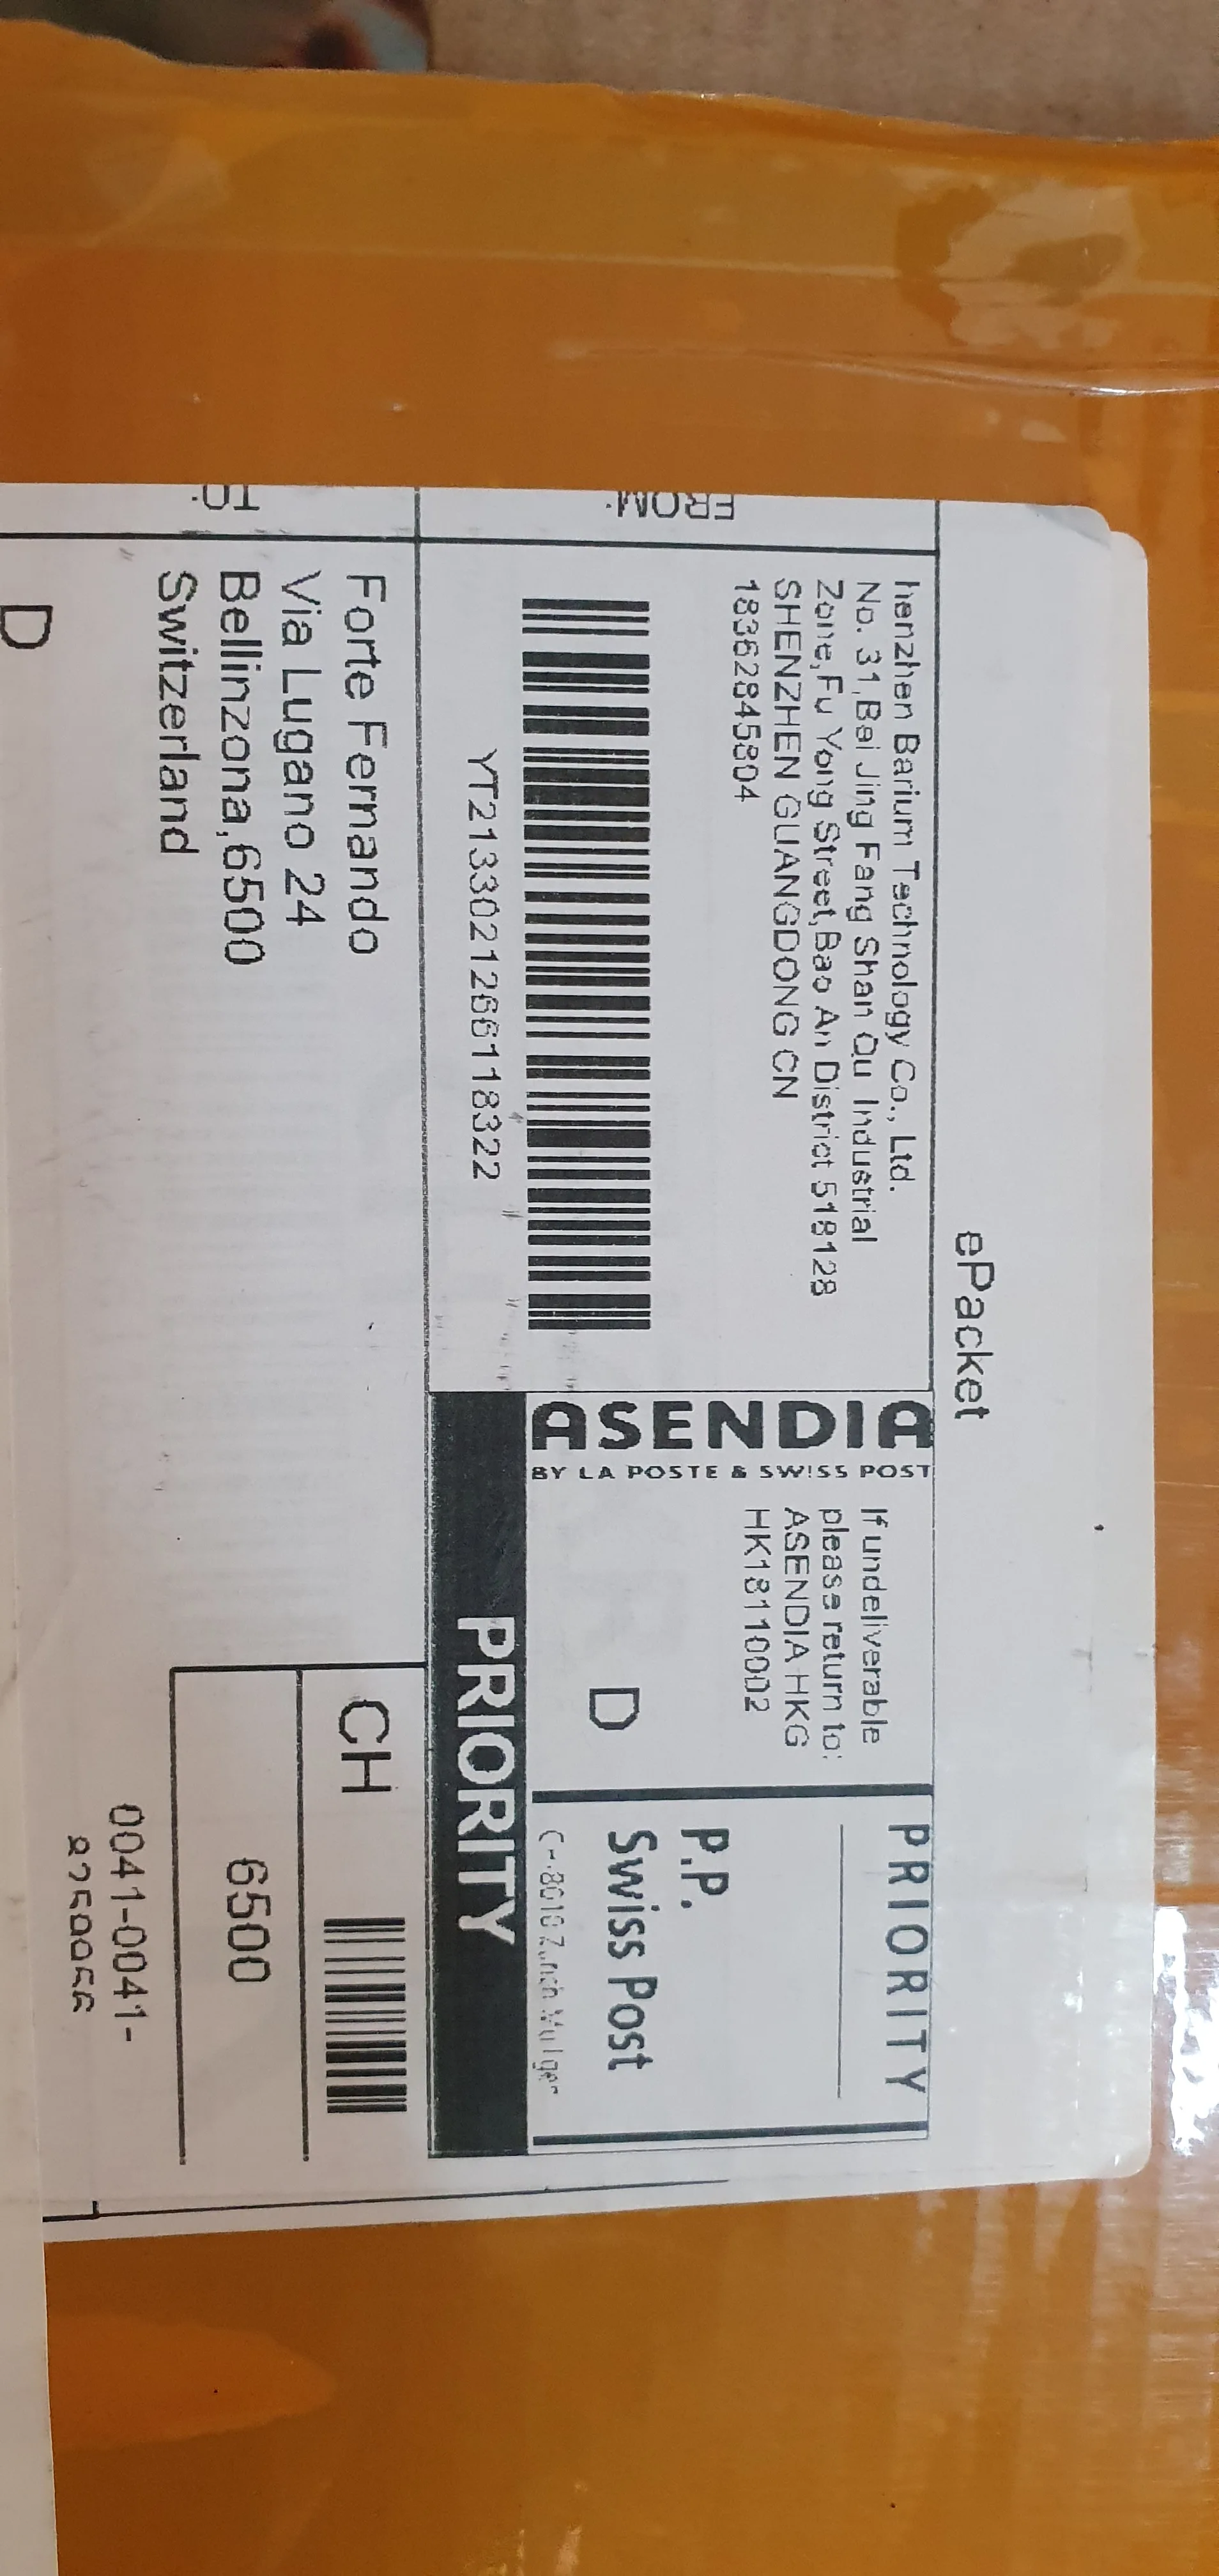 ePacket
FROM:
henzhen Barium Technology Co., Ltd.
No. 31,Bei Jing Fang Shan Qu Industrial
Zone,Fu Yong Street,Bao An District 518128
SHENZHEN GUANGDONG CN
18362845804
YT2133021266118322
ASENDIA
BY LA POSTE & SWISS POST
If undeliverable
please return to:
ASENDIA HKG
HK18110002
D
PRIORITY
P.P.
Swiss Post
PRIORITY
Forte Fernando
Via Lugano 24
Bellinzona,6500
Switzerland
CH
6500
0041-0041-
D